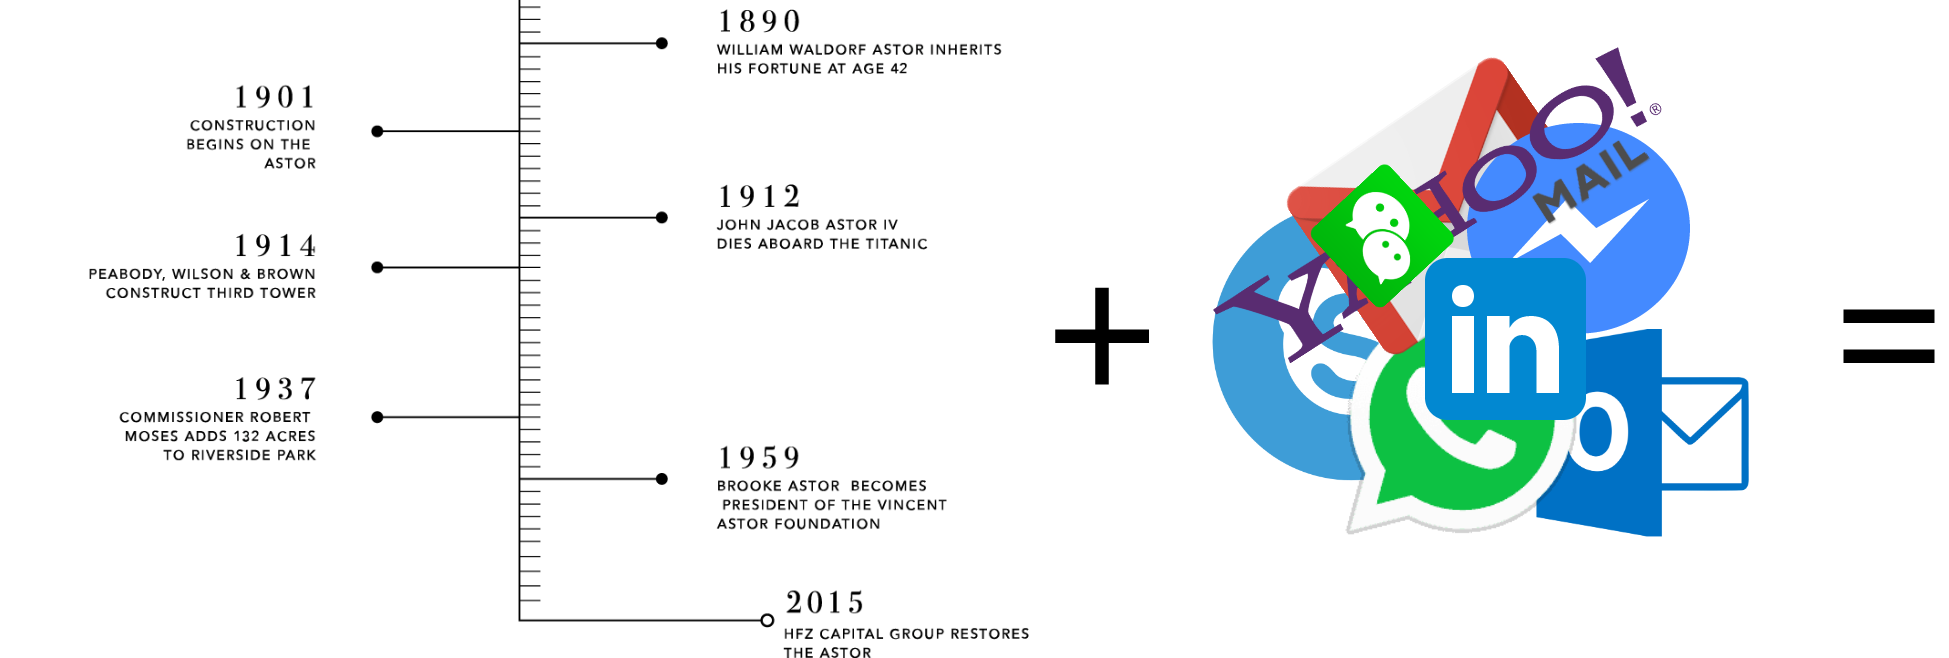 1890
WILLIAM WALDORF ASTOR INHERITS
HIS FORTUNE AT AGE 42
1901
CONSTRUCTION
BEGINS ON THE
ASTOR
1912
JOHN JACOB ASTOR IV
DIES ABOARD THE TITANIC
1914
PEABODY, WILSON & BROWN
CONSTRUCT THIRD TOWER
1937
COMMISSIONER ROBERT
MOSES ADDS 132 ACRES
TO RIVERSIDE PARK
1959
BROOKE ASTOR BECOMES
PRESIDENT OF THE VINCENT
ASTOR FOUNDATION
2015
HFZ CAPITAL GROUP RESTORES
THE ASTOR
+
YAHOO!®
MAIL
S
in
o
=